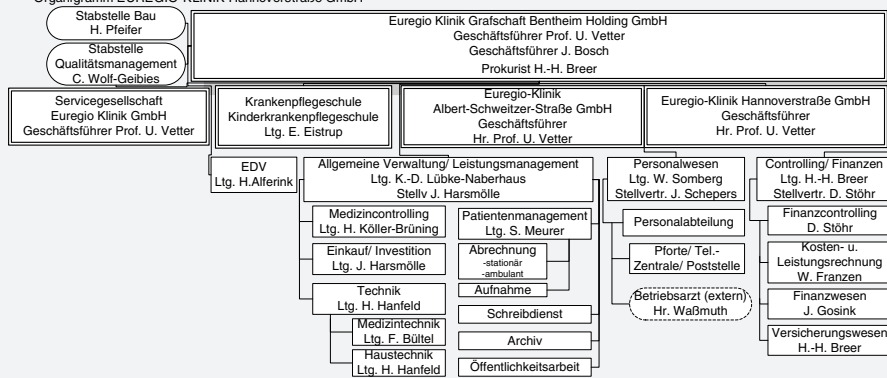 Organigramm EUREGIO-KLINIK Hannoverstraße GmbH
Stabstelle Bau
H. Pfeifer
Stabstelle
Qualitätsmanagement
C. Wolf-Geibies
Euregio Klinik Grafschaft Bentheim Holding GmbH
Geschäftsführer Prof. U. Vetter
Geschäftsführer J. Bosch
Prokurist H.-H. Breer
Servicegesellschaft
Euregio Klinik GmbH
Geschäftsführer Prof. U. Vetter
Krankenpflegeschule
Kinderkrankenpflegeschule
Ltg. E. Eistrup
Euregio-Klinik
Albert-Schweitzer-Straße GmbH
Geschäftsführer
Hr. Prof. U. Vetter
Euregio-Klinik Hannoverstraße GmbH
Geschäftsführer
Hr. Prof. U. Vetter
EDV
Ltg. H.Alferink
Allgemeine Verwaltung/ Leistungsmanagement
Ltg. K.-D. Lübke-Naberhaus
Stellv J. Harsmölle
Medizincontrolling
Ltg. H. Köller-Brüning
Einkauf/ Investition
Ltg. J. Harsmölle
Technik
Ltg. H. Hanfeld
Medizintechnik
Ltg. F. Bültel
Haustechnik
Ltg. H. Hanfeld
Patientenmanagement
Ltg. S. Meurer
Abrechnung
-stationär
-ambulant
Aufnahme
Schreibdienst
Archiv
Öffentlichkeitsarbeit
Personalwesen
Ltg. W. Somberg
Stellvertr. J. Schepers
Personalabteilung
Pforte/ Tel.-
Zentrale/ Poststelle
Betriebsarzt (extern)
Hr. Waßmuth
Controlling/ Finanzen
Ltg. H.-H. Breer
Stellvertr. D. Stöhr
Finanzcontrolling
D. Stöhr
Kosten- u.
Leistungsrechnung
W. Franzen
Finanzwesen
J. Gosink
Versicherungswesen
H.-H. Breer